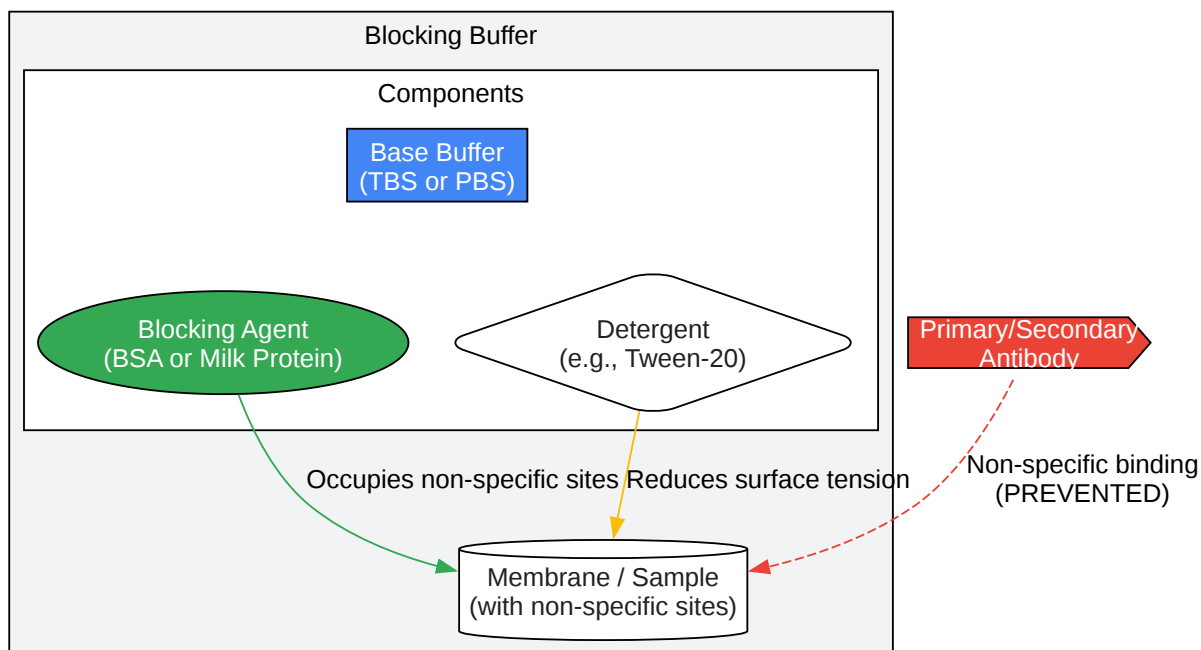 Blocking Buffer
Components
Base Buffer
(TBS or PBS)
Blocking Agent
(BSA or Milk Protein)
Detergent
(e.g., Tween-20)
Primary/Secondary
Antibody
Occupies non-specific sites
Reduces surface tension
Non-specific binding
(PREVENTED)
Membrane / Sample
(with non-specific sites)